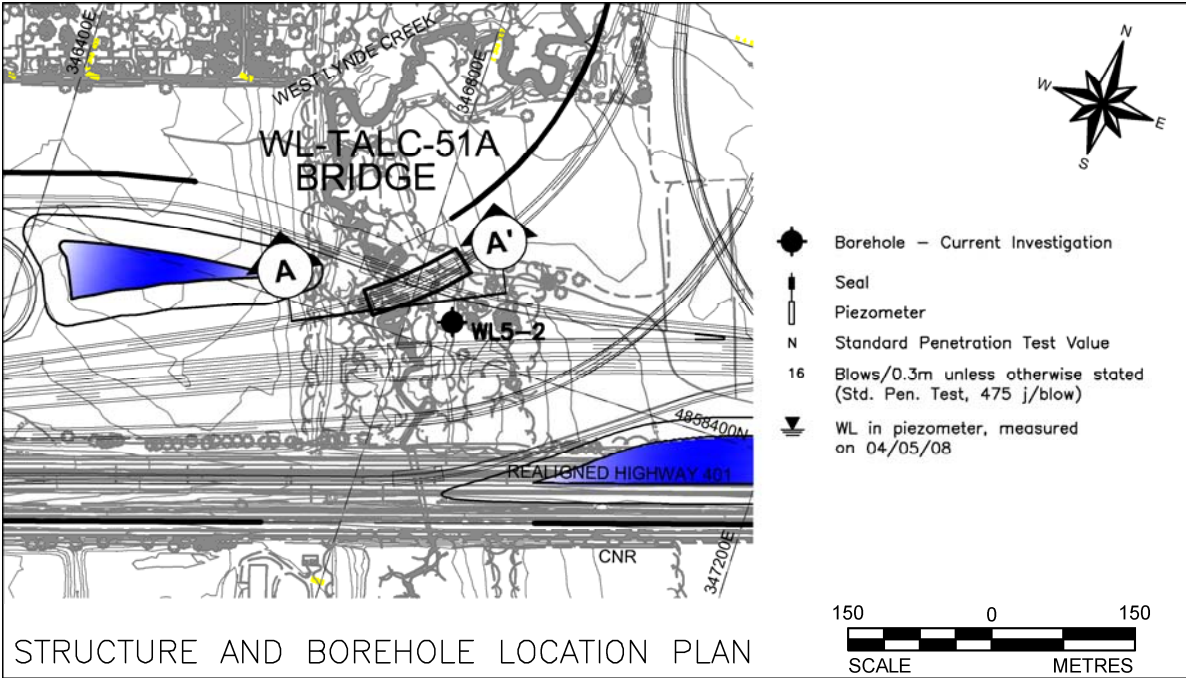 346400E
WEST LYNDE CREEK
346800E
WL-TALC-51A
BRIDGE
A
A'
WL5-2
4858400N
REALIGNED HIGHWAY 401
CNR
347200E
N
W
E
S
Borehole – Current Investigation
Seal
Piezometer
N Standard Penetration Test Value
16 Blows/0.3m unless otherwise stated
(Std. Pen. Test, 475 j/blow)
WL in piezometer, measured
on 04/05/08
STRUCTURE AND BOREHOLE LOCATION PLAN
150 0 150
SCALE METRES